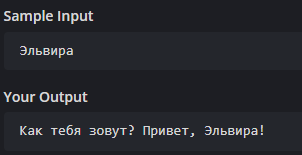 Sample Input
Эльвира
Your Output
Как тебя зовут? Привет, Эльвира!